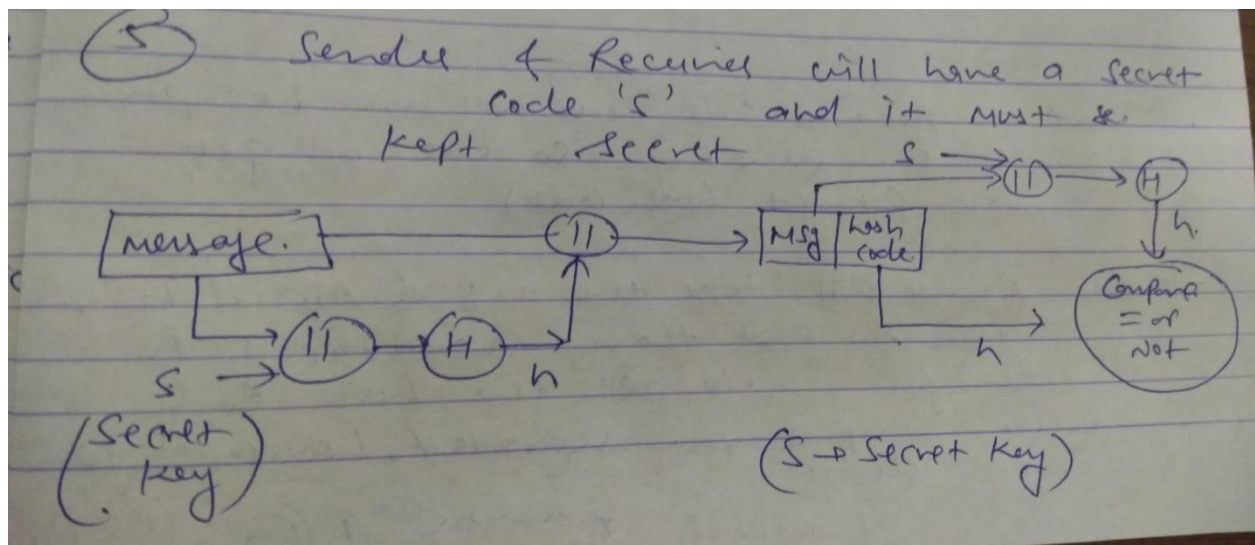 5 Sender & Reciever will have a secret
code 's' and it must be
kept secret
S || H
message. || Msg hash code h.
Compare = or Not
|| H h h
S
(Secret key) (S → Secret key)